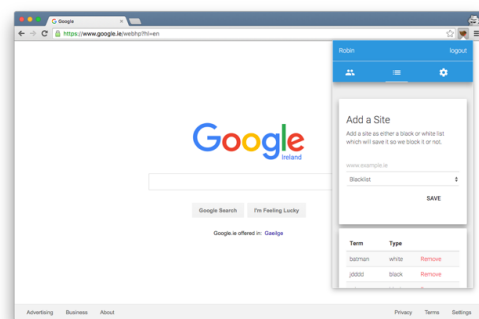 Google
https://www.google.ie/webhp?hl=en
Robin
logout
Google
Ireland
Google Search
I'm Feeling Lucky
Google.ie offered in: Gaeilge
Add a Site
Add a site as either a black or white list
which will save it so we block it or not.
www.example.ie
Blacklist
SAVE
Term Type
batman white Remove
black Remove
Advertising Business About
Privacy Terms Settings